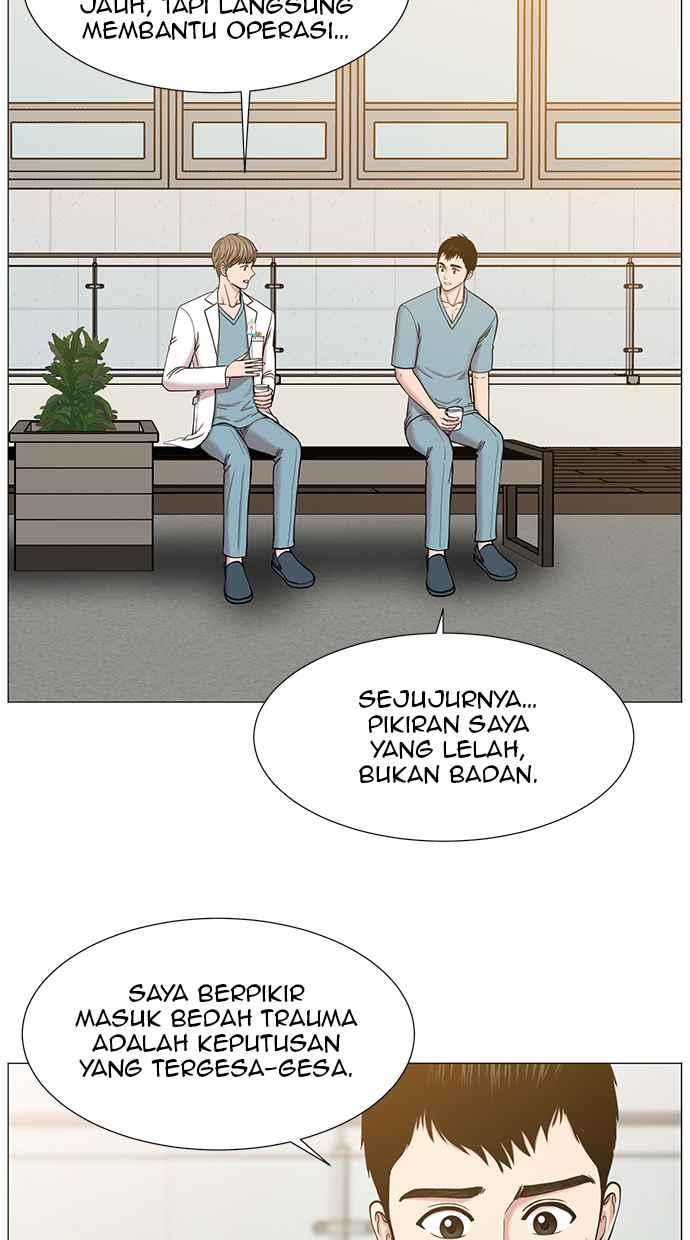 JAUH, TAPI LANGSUNG
MEMBANTU OPERASI...
SEJUJURNYA...
PIKIRAN SAYA
YANG LELAH,
BUKAN BADAN.
SAYA BERPIKIR
MASUK BEDAH TRAUMA
ADALAH KEPUTUSAN
YANG TERGESA-GESA.